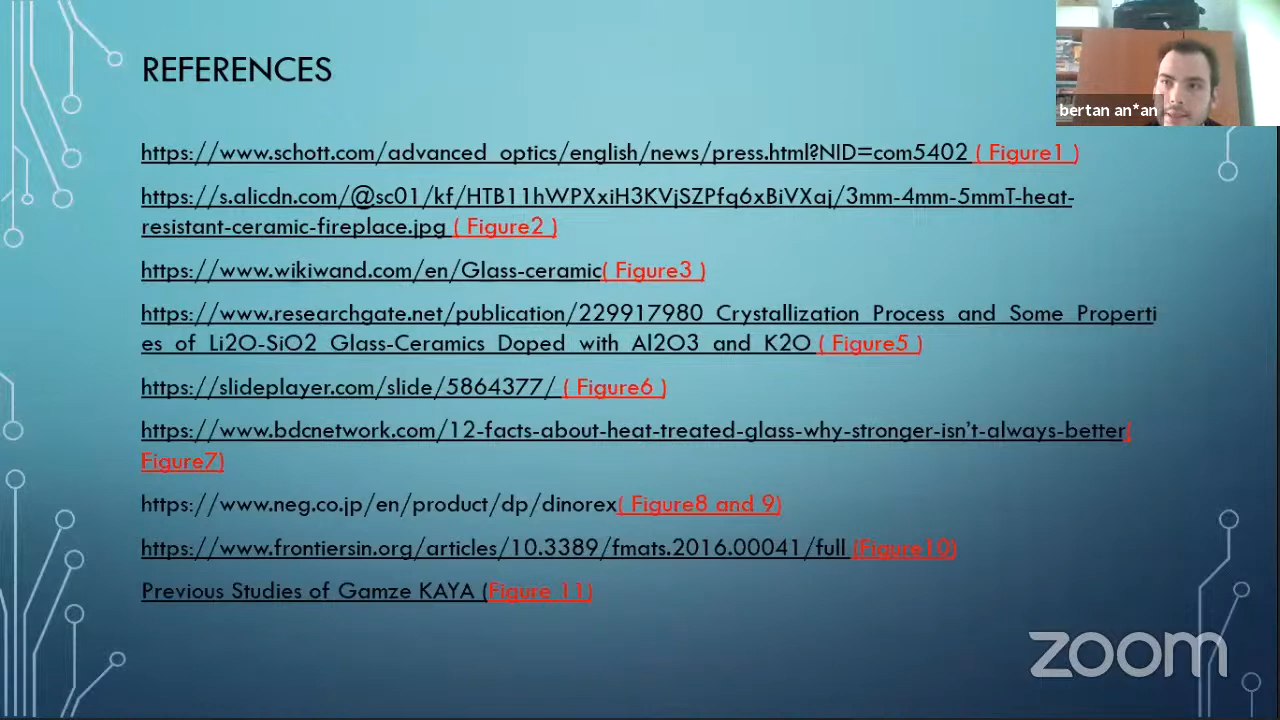 REFERENCES
bertan an*an
https://www.schott.com/advanced_optics/english/news/press.html?NID=com5402 ( Figure1 )
https://s.alicdn.com/@sc01/kf/HTB11hWPXxiH3KVjSZPfq6xBiVXaj/3mm-4mm-5mmT-heat-
resistant-ceramic-fireplace.jpg ( Figure2 )
https://www.wikiwand.com/en/Glass-ceramic( Figure3 )
https://www.researchgate.net/publication/229917980_Crystallization_Process_and_Some_Properti
es_of_Li2O-SiO2_Glass-Ceramics_Doped_with_Al2O3_and_K2O ( Figure5 )
https://slideplayer.com/slide/5864377/ ( Figure6 )
https://www.bdcnetwork.com/12-facts-about-heat-treated-glass-why-stronger-isn’t-always-better(
Figure7)
https://www.neg.co.jp/en/product/dp/dinorex( Figure8 and 9)
https://www.frontiersin.org/articles/10.3389/fmats.2016.00041/full (Figure10)
Previous Studies of Gamze KAYA (Figure 11)
zoom